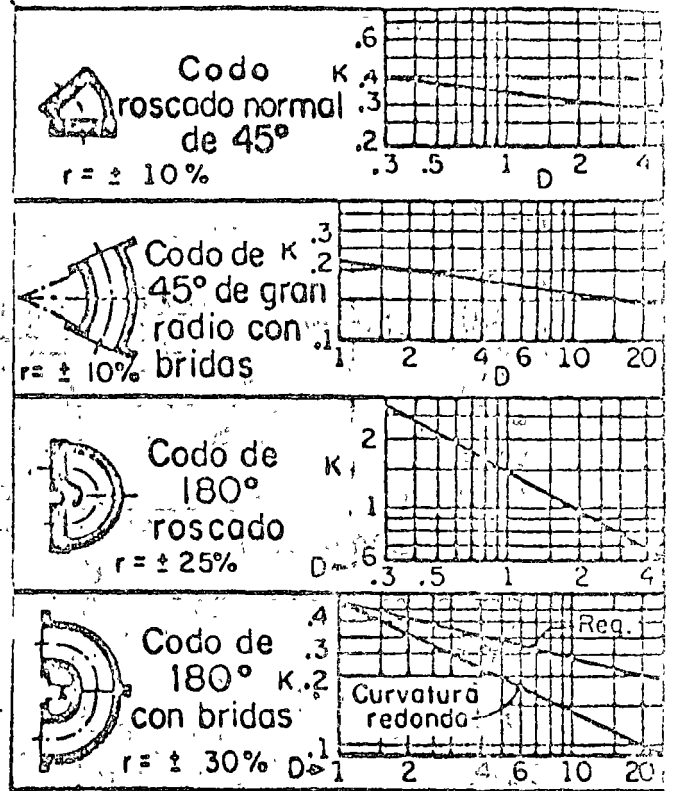 Codo
roscado normal
de 45°
r = ± 10%
K
.6
.4
.3
.2
.3 .5 1 2 4
D
Codo de
45° de gran
radio con
bridas
r = ± 10%
K
.3
.2
.1
1 2 4 6 10 20
D
Codo de
180°
roscado
r = ± 25%
K
2
1
6
D
.3 .5 1 2 4
Codo de
180°
con bridas
r = ± 30%
K
.4
.3
.2
.1
Reg.
Curvatura
redonda
D
1 2 4 6 10 20